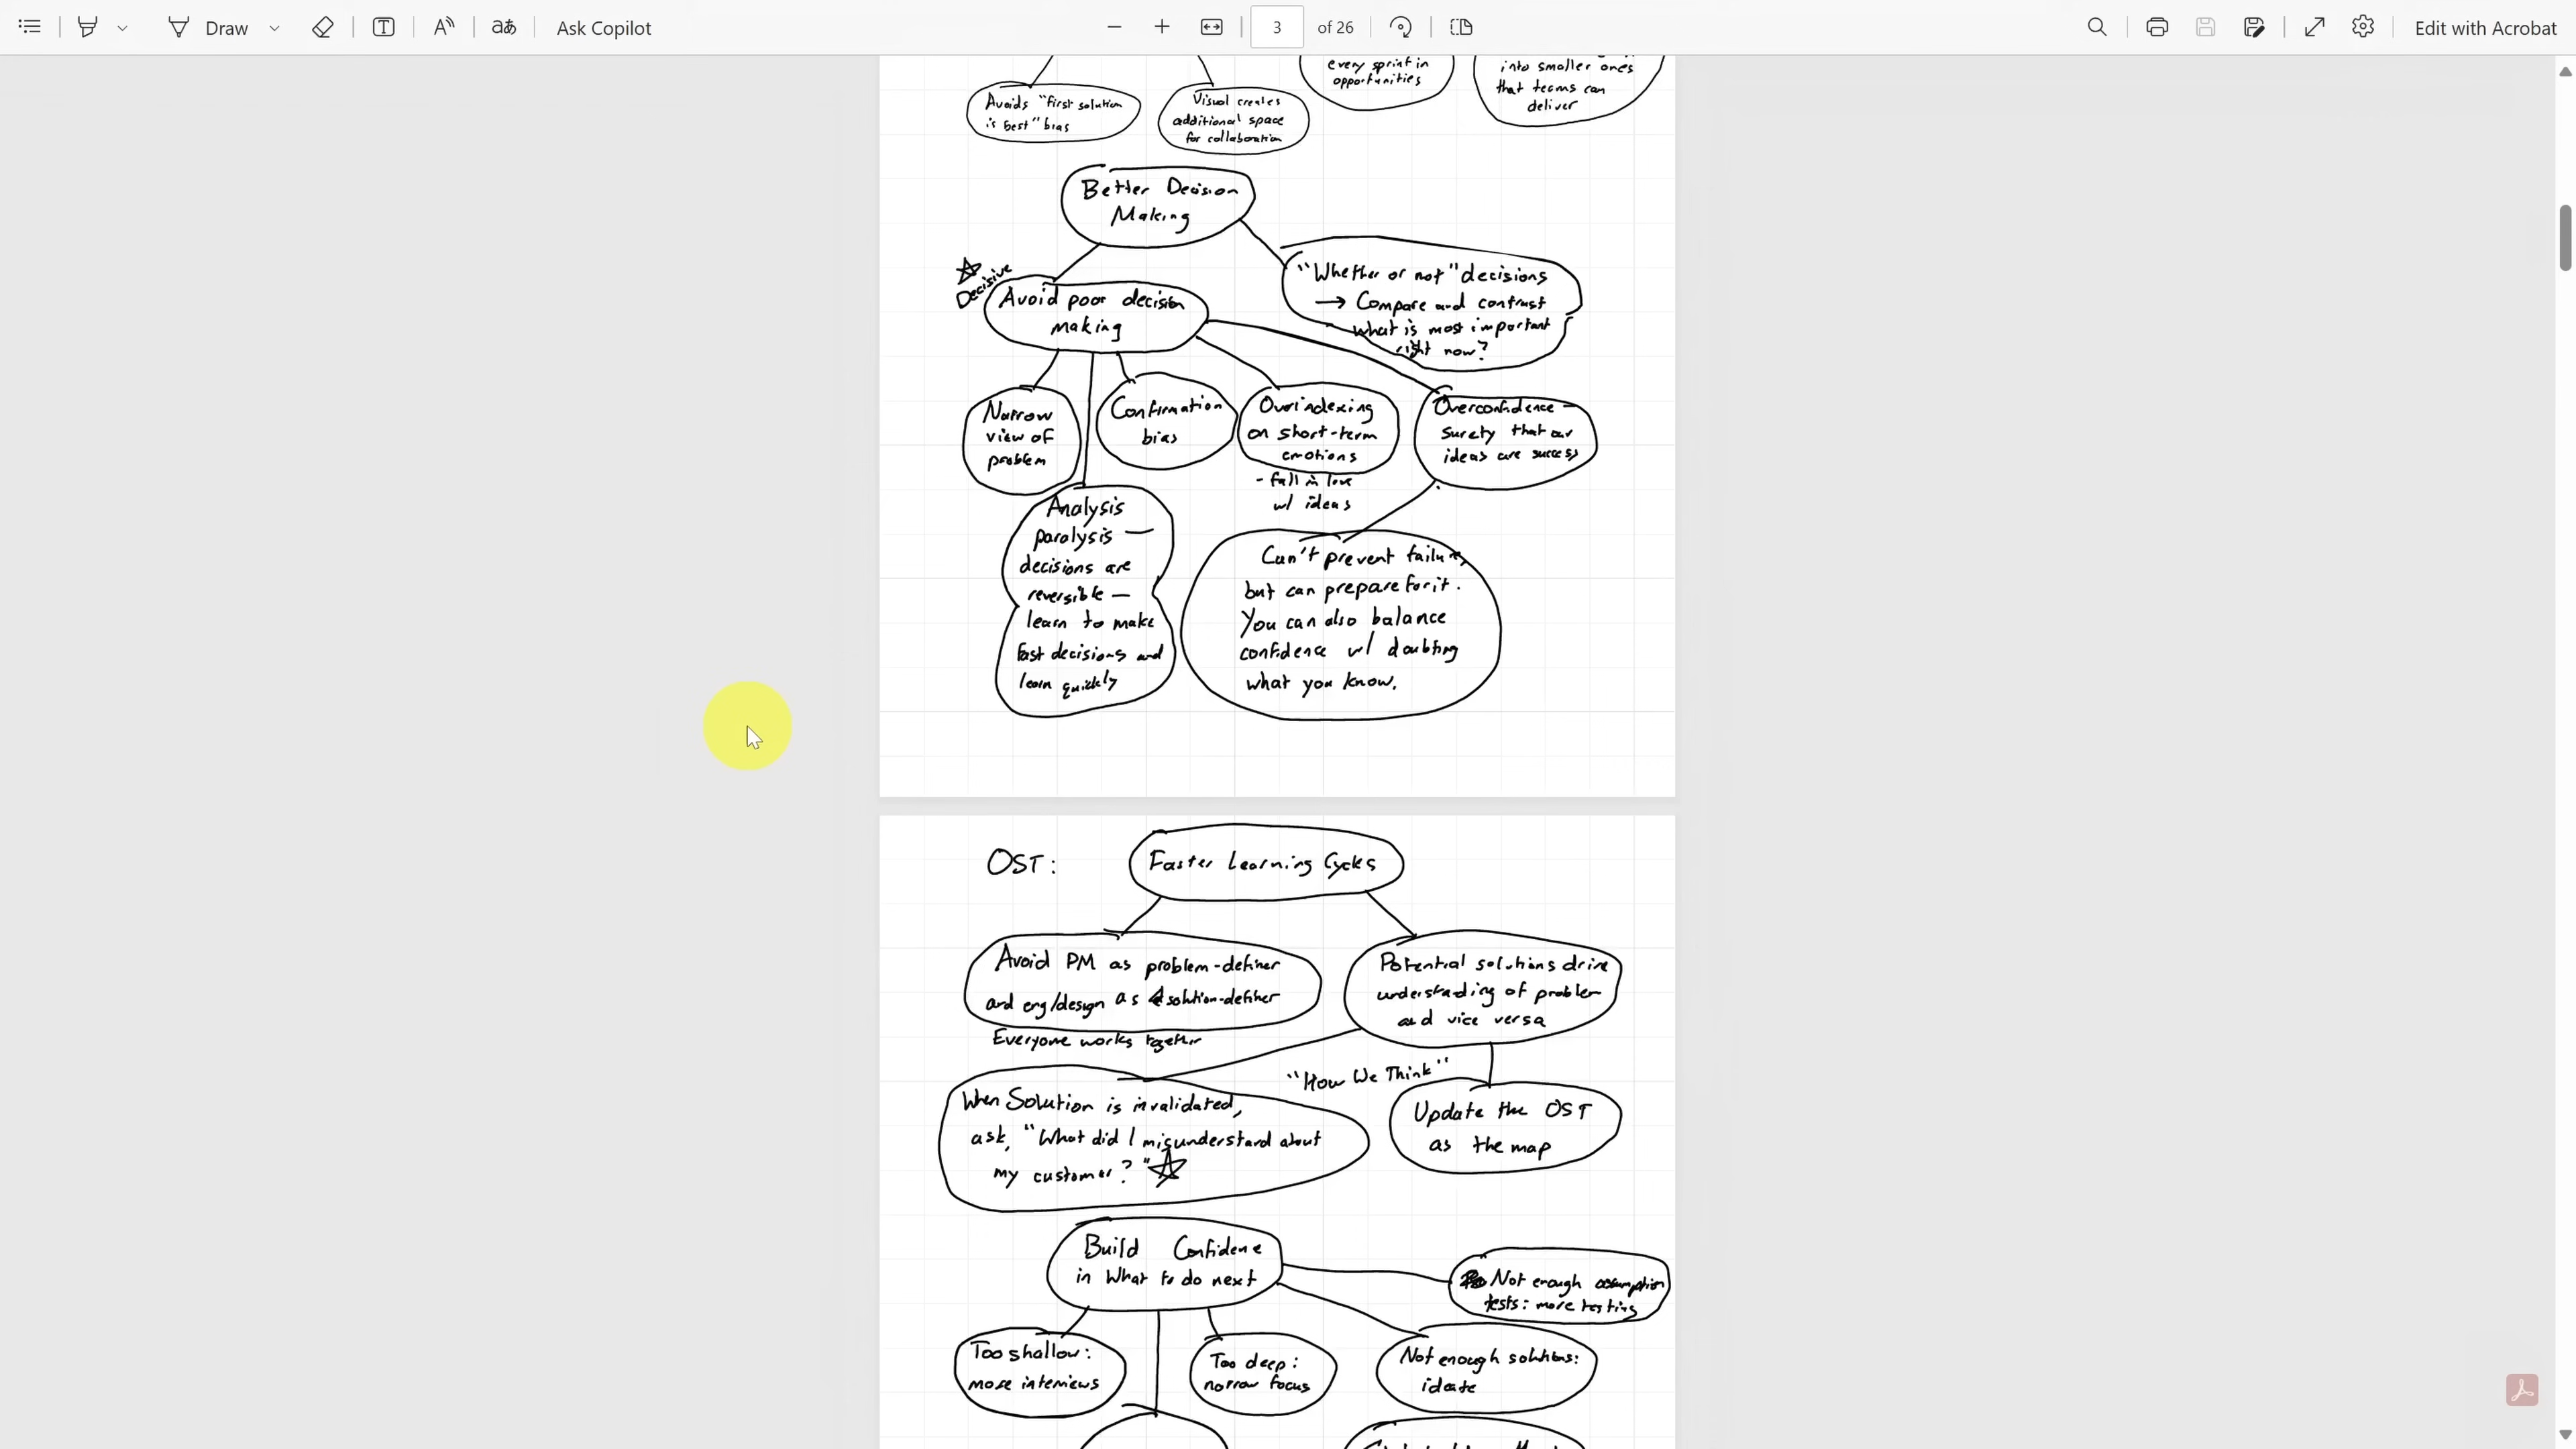 Draw
Ask Copilot
3 of 26
Edit with Acrobat
every sprint in
opportunities
into smaller ones
that teams can
deliver
Avoids "first solution
is best" bias
Visual creates
additional space
for collaboration
Better Decision
Making
Decisive
Avoid poor decision
making
"Whether or not" decisions
→ Compare and contrast
what is most important
right now?
Narrow
view of
problem
Confirmation
bias
Overindexing
on short-term
emotions
- fall in love
w/ ideas
Overconfidence —
surety that our
ideas are success
Analysis
paralysis —
decisions are
reversible —
learn to make
fast decisions and
learn quickly
Can't prevent failure,
but can prepare for it.
You can also balance
confidence w/ doubting
what you know.
OST:
Faster Learning Cycles
Avoid PM as problem-definer
and eng/design as solution-definer
Everyone works together
Potential solutions drive
understanding of problem
and vice versa
"How We Think"
When Solution is invalidated,
ask, "What did I misunderstand about
my customer?"
Update the OST
as the map
Build Confidence
in What to do next
Not enough assumption
tests: more testing
Too shallow:
more interviews
Too deep:
narrow focus
Not enough solutions:
ideate